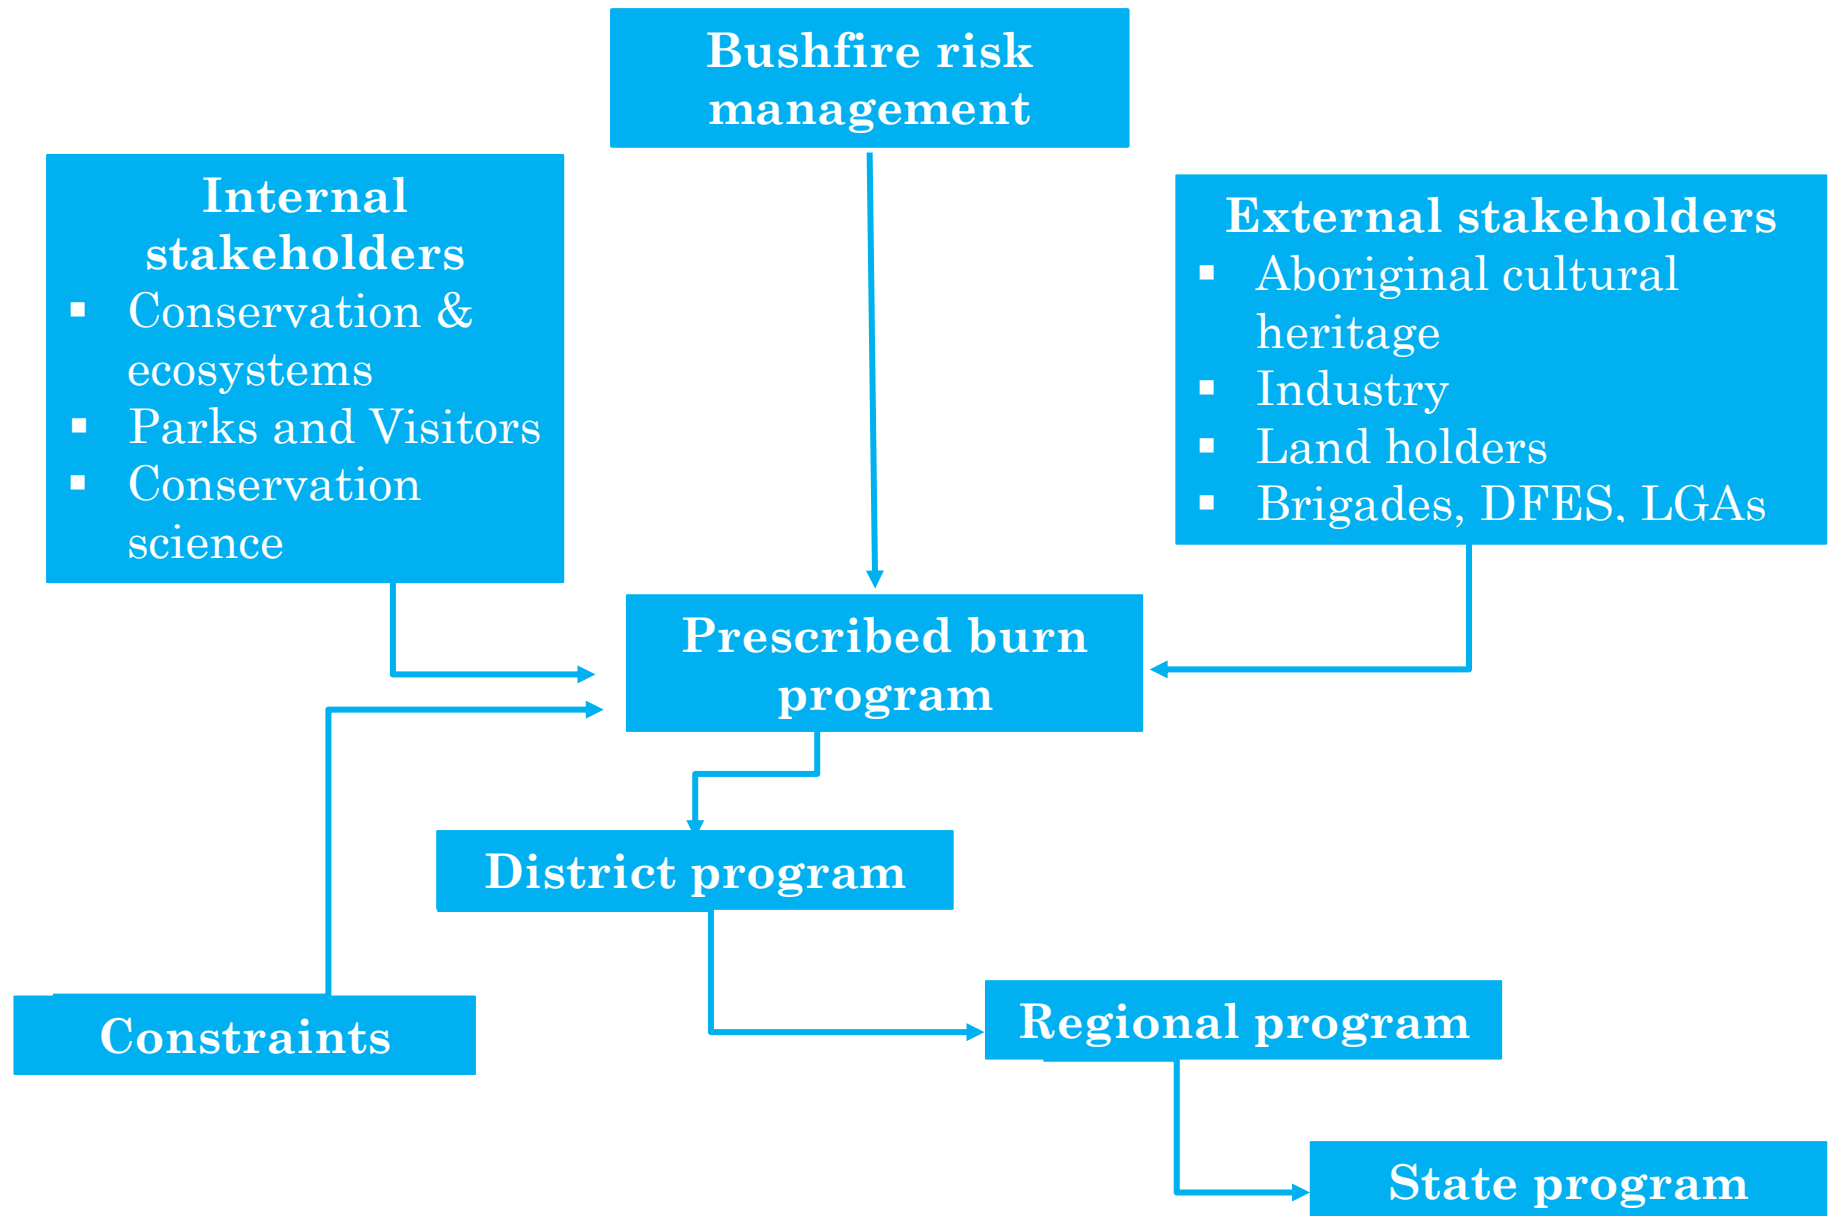 Bushfire risk
management
Internal
stakeholders
▪ Conservation &
ecosystems
▪ Parks and Visitors
▪ Conservation
science
External stakeholders
▪ Aboriginal cultural
heritage
▪ Industry
▪ Land holders
▪ Brigades, DFES, LGAs
Prescribed burn
program
District program
Constraints
Regional program
State program